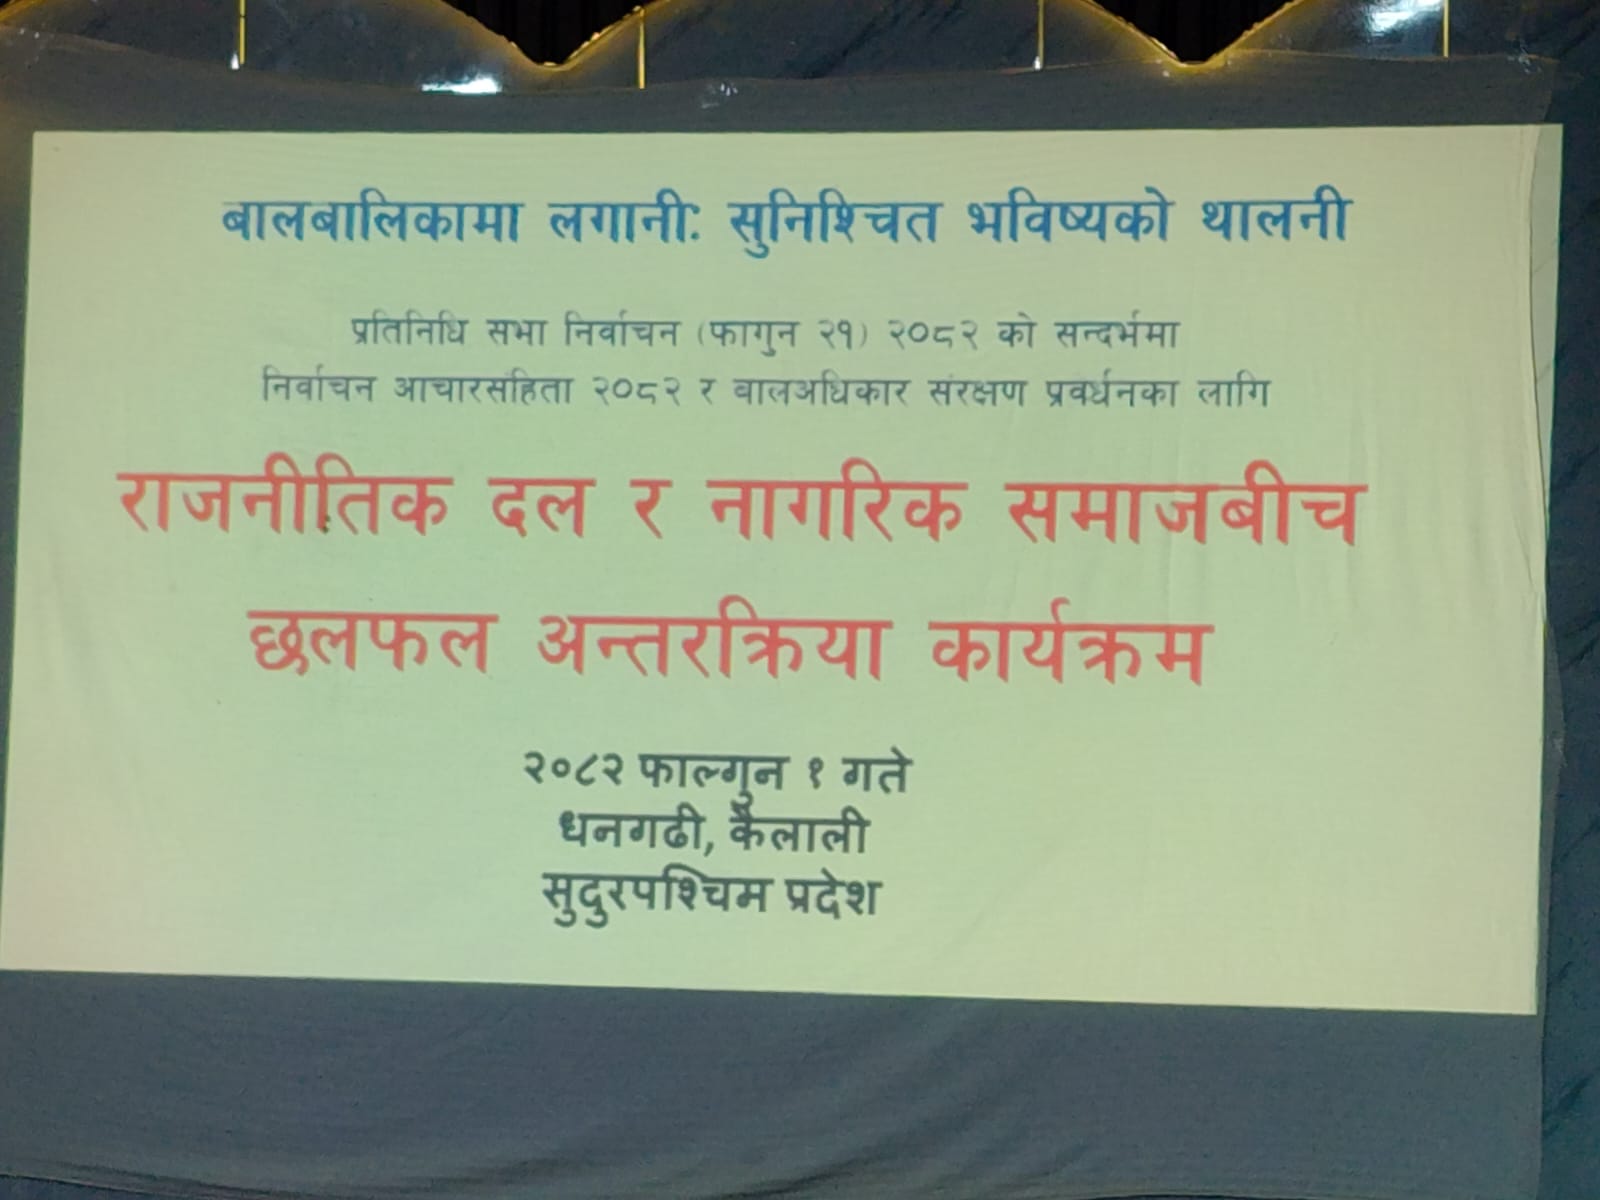 बालबालिकामा लगानी: सुनिश्चित भविष्यको थालनी
प्रतिनिधि सभा निर्वाचन (फागुन २१) २०८२ को सन्दर्भमा
निर्वाचन आचारसंहिता २०८२ र बालअधिकार संरक्षण प्रवर्धनका लागि
राजनीतिक दल र नागरिक समाजबीच
छलफल अन्तरक्रिया कार्यक्रम
२०८२ फाल्गुन १ गते
धनगढी, कैलाली
सुदुरपश्चिम प्रदेश